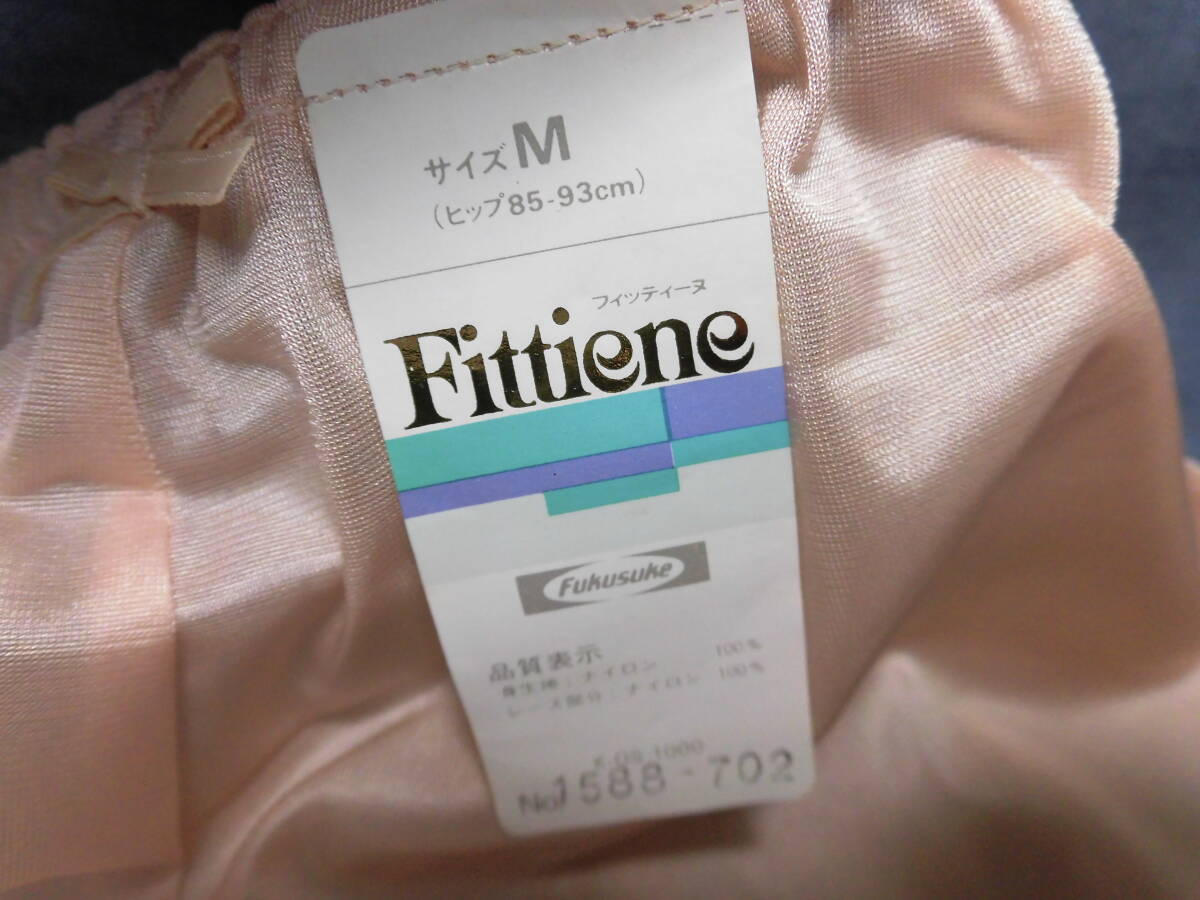 サイズ M
(ヒップ85-93cm)
フィッティーヌ
Fittiene
Fukusuke
品質表示
身生地:ナイロン 100%
レース部分:ナイロン 100%
1000
No.1588-702